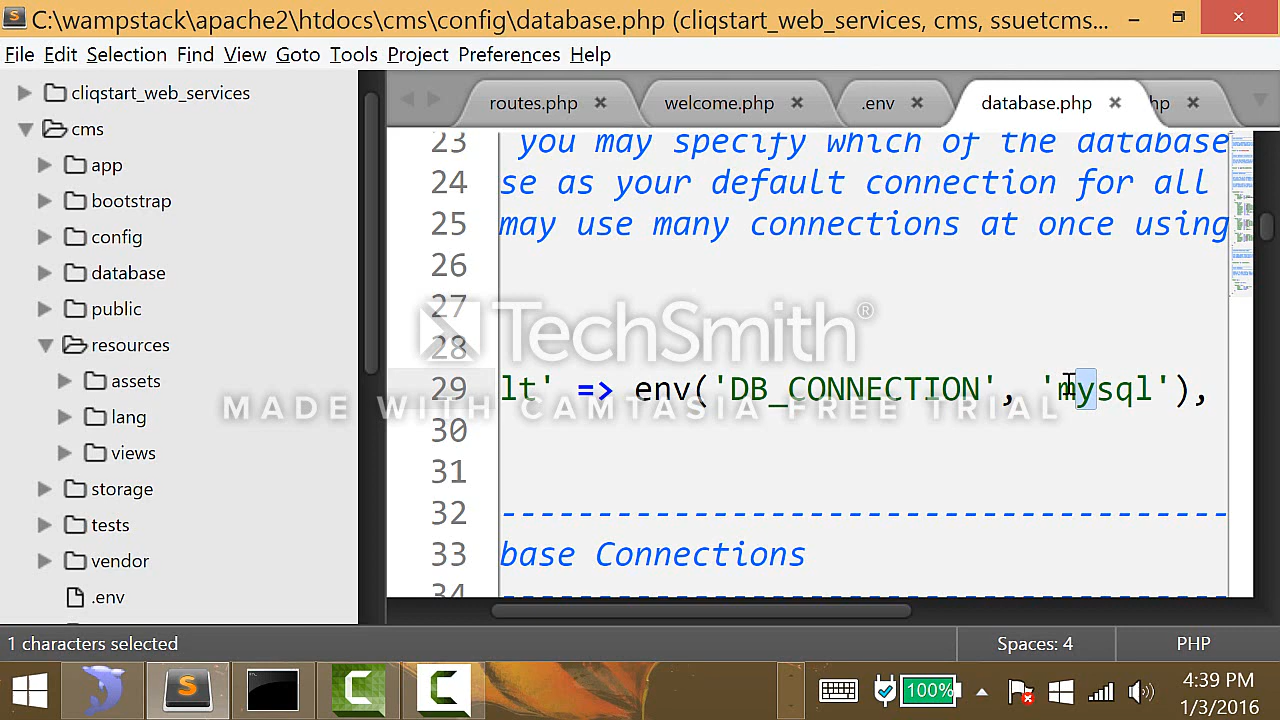 C:\wampstack\apache2\htdocs\cms\config\database.php (cliqstart_web_services, cms, ssuetcms...
File Edit Selection Find View Goto Tools Project Preferences Help
cliqstart_web_services
cms
app
bootstrap
config
database
public
resources
assets
lang
views
storage
tests
vendor
.env
routes.php
welcome.php
.env
database.php
hp
23 you may specify which of the database
24 se as your default connection for all
25 may use many connections at once using
26
27
28
29 lt' => env('DB_CONNECTION', 'mysql'),
30
31
32 --------------------------------------
33 base Connections
34 --------------------------------------
TechSmith®
MADE WITH CAMTASIA FREE TRIAL
1 characters selected
Spaces: 4
PHP
100%
4:39 PM
1/3/2016